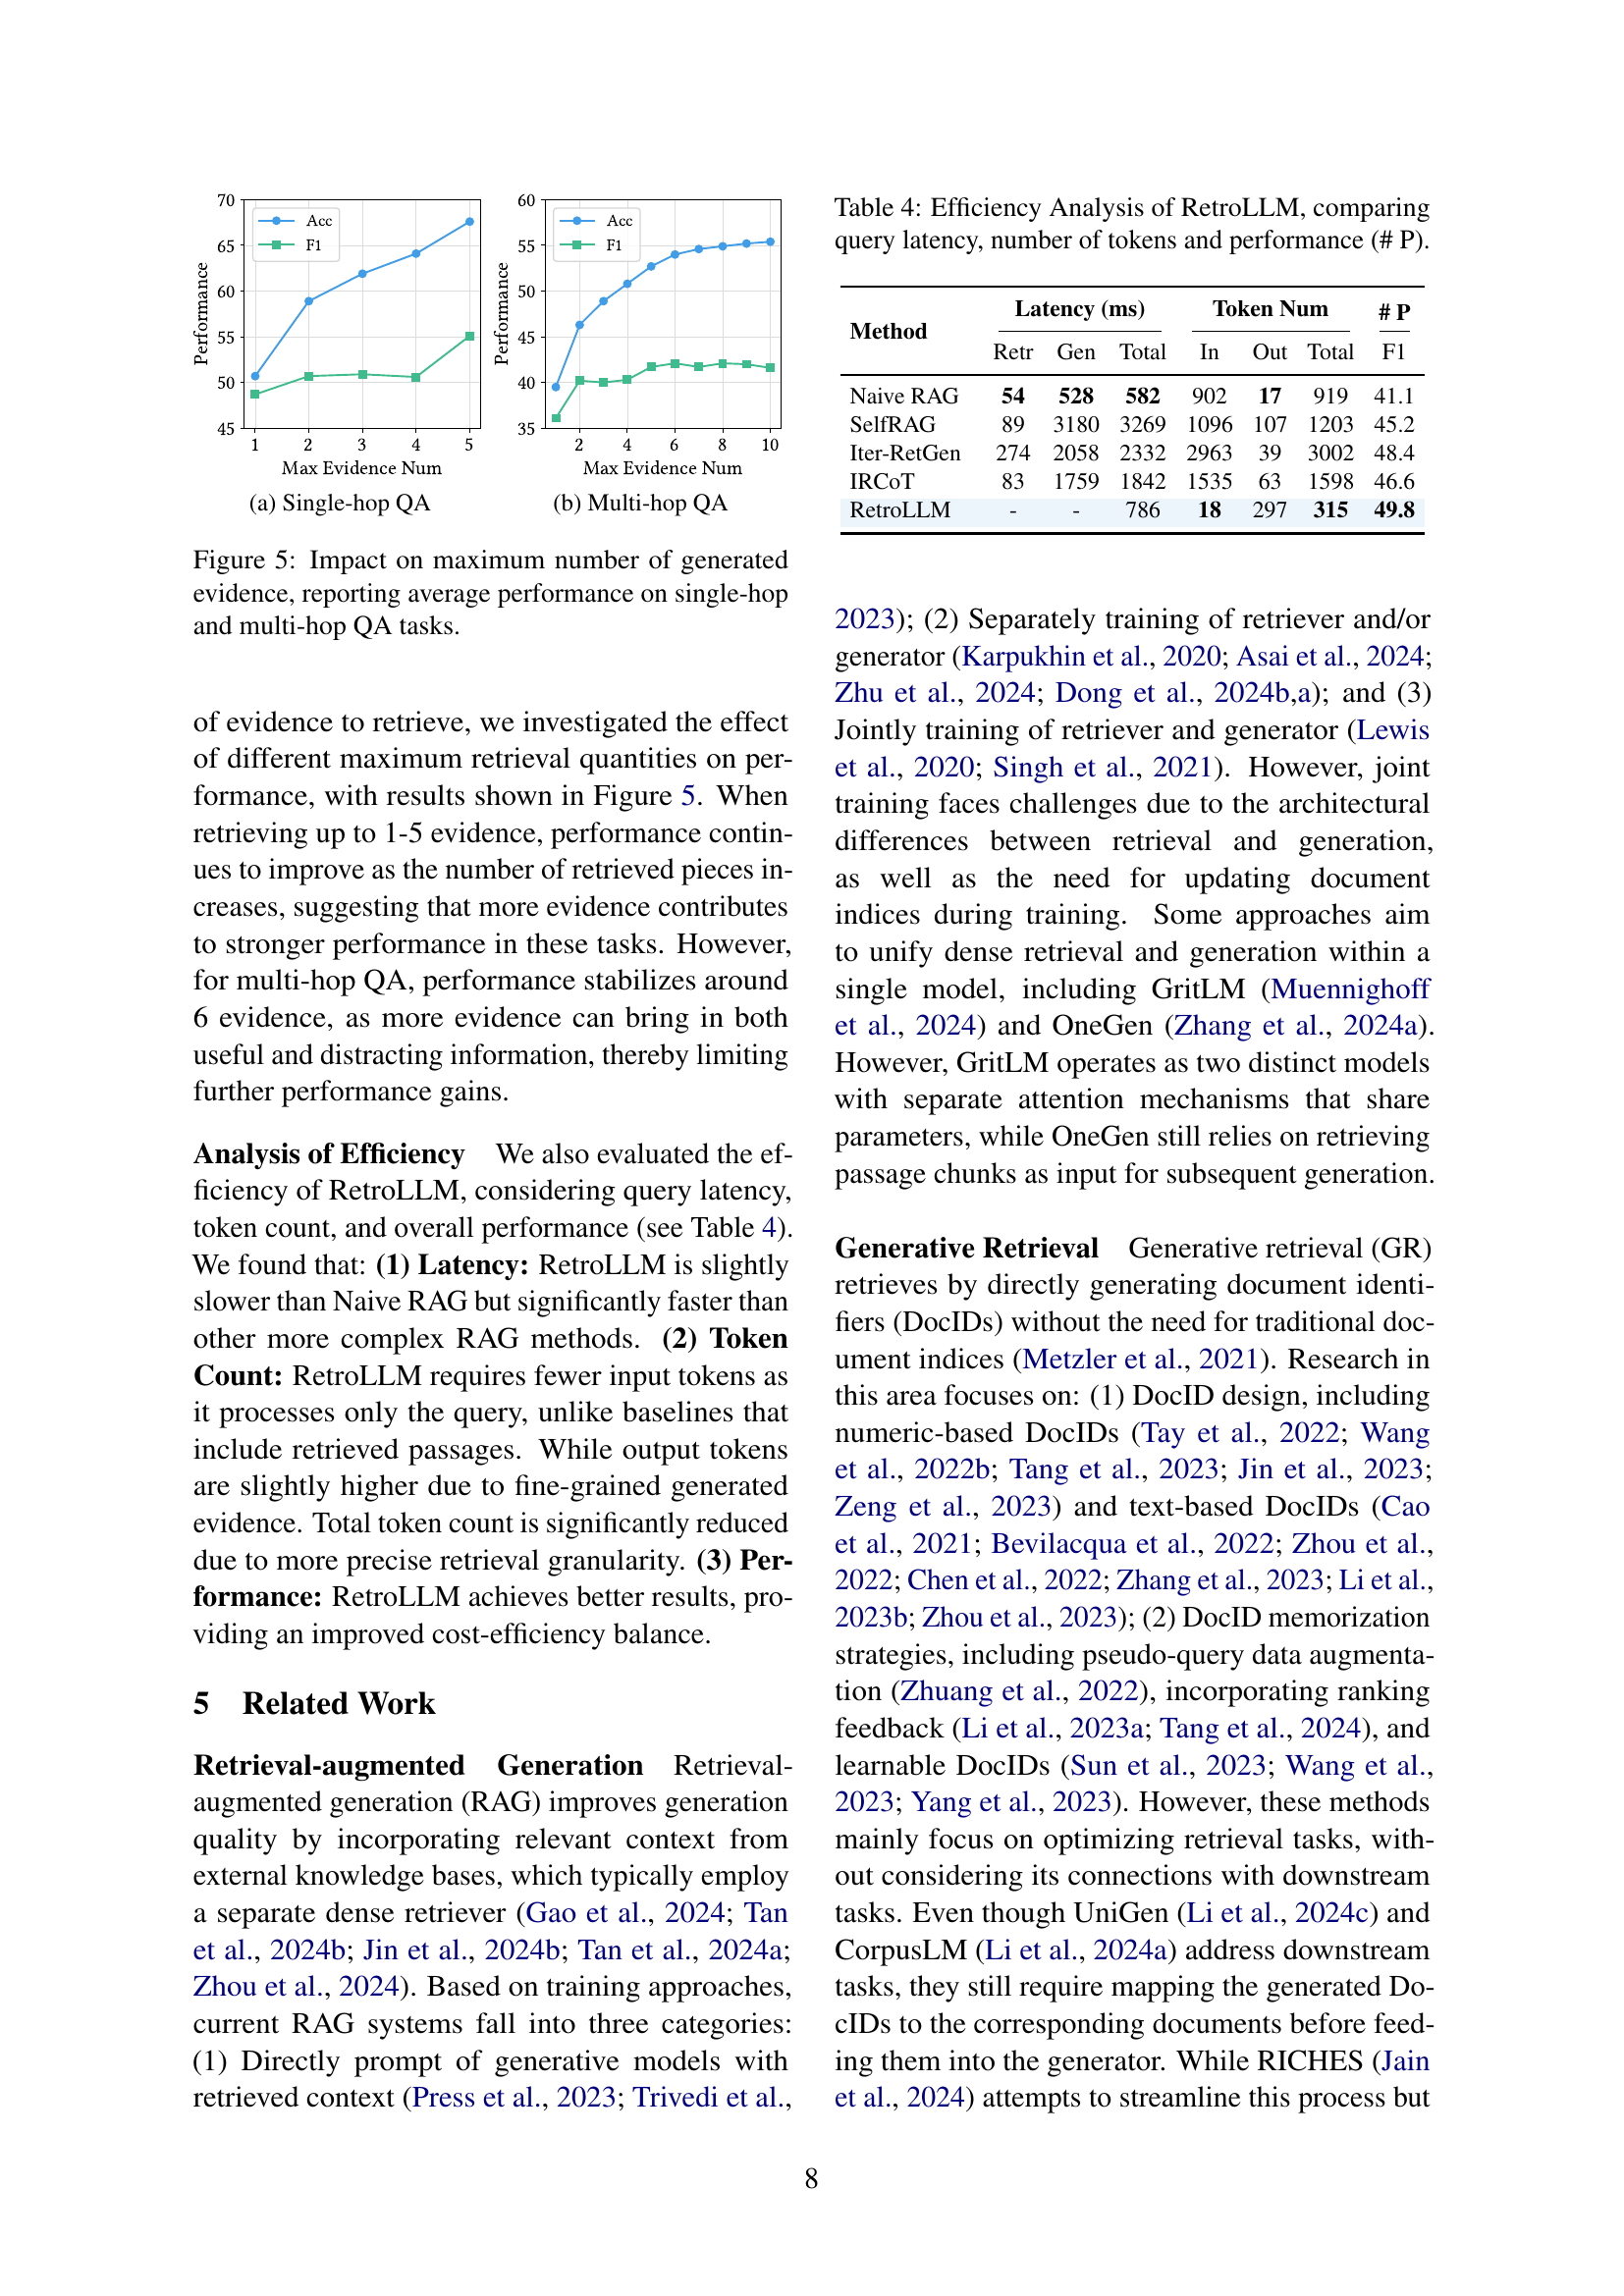 70
65
60
55
50
45
Performance
Acc
F1
1 2 3 4 5
Max Evidence Num
(a) Single-hop QA
60
55
50
45
40
35
Performance
Acc
F1
2 4 6 8 10
Max Evidence Num
(b) Multi-hop QA
Figure 5: Impact on maximum number of generated
evidence, reporting average performance on single-hop
and multi-hop QA tasks.
of evidence to retrieve, we investigated the effect
of different maximum retrieval quantities on per-
formance, with results shown in Figure 5. When
retrieving up to 1-5 evidence, performance contin-
ues to improve as the number of retrieved pieces in-
creases, suggesting that more evidence contributes
to stronger performance in these tasks. However,
for multi-hop QA, performance stabilizes around
6 evidence, as more evidence can bring in both
useful and distracting information, thereby limiting
further performance gains.
Analysis of Efficiency We also evaluated the ef-
ficiency of RetroLLM, considering query latency,
token count, and overall performance (see Table 4).
We found that: (1) Latency: RetroLLM is slightly
slower than Naive RAG but significantly faster than
other more complex RAG methods. (2) Token
Count: RetroLLM requires fewer input tokens as
it processes only the query, unlike baselines that
include retrieved passages. While output tokens
are slightly higher due to fine-grained generated
evidence. Total token count is significantly reduced
due to more precise retrieval granularity. (3) Per-
formance: RetroLLM achieves better results, pro-
viding an improved cost-efficiency balance.
5 Related Work
Retrieval-augmented Generation Retrieval-
augmented generation (RAG) improves generation
quality by incorporating relevant context from
external knowledge bases, which typically employ
a separate dense retriever (Gao et al., 2024; Tan
et al., 2024b; Jin et al., 2024b; Tan et al., 2024a;
Zhou et al., 2024). Based on training approaches,
current RAG systems fall into three categories:
(1) Directly prompt of generative models with
retrieved context (Press et al., 2023; Trivedi et al.,
Table 4: Efficiency Analysis of RetroLLM, comparing
query latency, number of tokens and performance (# P).
Method Latency (ms) Token Num # P
Retr Gen Total In Out Total F1
Naive RAG 54 528 582 902 17 919 41.1
SelfRAG 89 3180 3269 1096 107 1203 45.2
Iter-RetGen 274 2058 2332 2963 39 3002 48.4
IRCoT 83 1759 1842 1535 63 1598 46.6
RetroLLM - - 786 18 297 315 49.8
2023); (2) Separately training of retriever and/or
generator (Karpukhin et al., 2020; Asai et al., 2024;
Zhu et al., 2024; Dong et al., 2024b,a); and (3)
Jointly training of retriever and generator (Lewis
et al., 2020; Singh et al., 2021). However, joint
training faces challenges due to the architectural
differences between retrieval and generation,
as well as the need for updating document
indices during training. Some approaches aim
to unify dense retrieval and generation within a
single model, including GritLM (Muennighoff
et al., 2024) and OneGen (Zhang et al., 2024a).
However, GritLM operates as two distinct models
with separate attention mechanisms that share
parameters, while OneGen still relies on retrieving
passage chunks as input for subsequent generation.
Generative Retrieval Generative retrieval (GR)
retrieves by directly generating document identi-
fiers (DocIDs) without the need for traditional doc-
ument indices (Metzler et al., 2021). Research in
this area focuses on: (1) DocID design, including
numeric-based DocIDs (Tay et al., 2022; Wang
et al., 2022b; Tang et al., 2023; Jin et al., 2023;
Zeng et al., 2023) and text-based DocIDs (Cao
et al., 2021; Bevilacqua et al., 2022; Zhou et al.,
2022; Chen et al., 2022; Zhang et al., 2023; Li et al.,
2023b; Zhou et al., 2023); (2) DocID memorization
strategies, including pseudo-query data augmenta-
tion (Zhuang et al., 2022), incorporating ranking
feedback (Li et al., 2023a; Tang et al., 2024), and
learnable DocIDs (Sun et al., 2023; Wang et al.,
2023; Yang et al., 2023). However, these methods
mainly focus on optimizing retrieval tasks, with-
out considering its connections with downstream
tasks. Even though UniGen (Li et al., 2024c) and
CorpusLM (Li et al., 2024a) address downstream
tasks, they still require mapping the generated Do-
cIDs to the corresponding documents before feed-
ing them into the generator. While RICHES (Jain
et al., 2024) attempts to streamline this process but
8